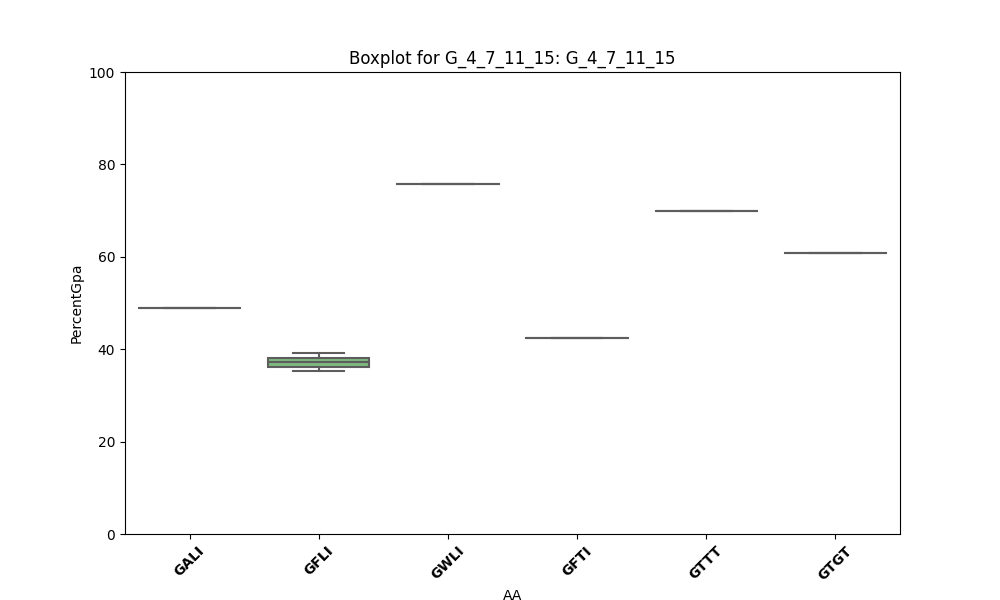 Boxplot for G_4_7_11_15: G_4_7_11_15
100
80
60
40
20
0
PercentGpa
GALI
GFLI
GWLI
GFTI
GTTT
GTGT
AA